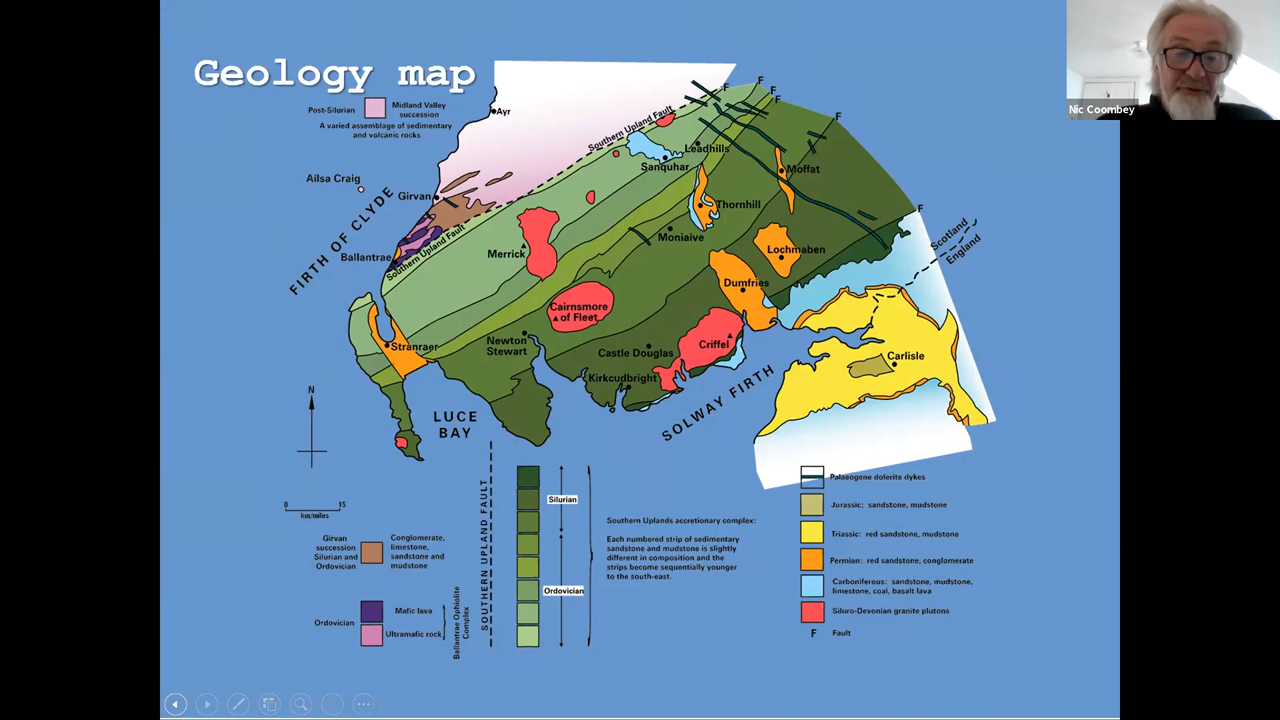 Geology map
Nic Coombey
Post-Silurian
Midland Valley
succession
A varied assemblage of sedimentary
and volcanic rocks
Ayr
F
F
F
F
F
F
Southern Upland Fault
Leadhills
Sanquhar
Moffat
Ailsa Craig
Girvan
Thornhill
FIRTH OF CLYDE
Moniaive
Scotland
England
Southern Upland Fault
Merrick
Lochmaben
Ballantrae
Dumfries
Cairnsmore
of Fleet
Stranraer
Newton
Stewart
Castle Douglas
Criffel
Carlisle
Kirkcudbright
N
LUCE
BAY
SOLWAY FIRTH
0 15
km/miles
SOUTHERN UPLAND FAULT
Silurian
Ordovician
Southern Uplands accretionary complex:
Each numbered strip of sedimentary
sandstone and mudstone is slightly
different in composition and the
strips become sequentially younger
to the south-east.
Girvan
succession
Silurian and
Ordovician
Conglomerate,
limestone,
sandstone and
mudstone
Ordovician
Mafic lava
Ultramafic rock
Ballantrae Ophiolite
Complex
Palaeogene dolerite dykes
Jurassic: sandstone, mudstone
Triassic: red sandstone, mudstone
Permian: red sandstone, conglomerate
Carboniferous: sandstone, mudstone,
limestone, coal, basalt lava
Siluro-Devonian granite plutons
F Fault